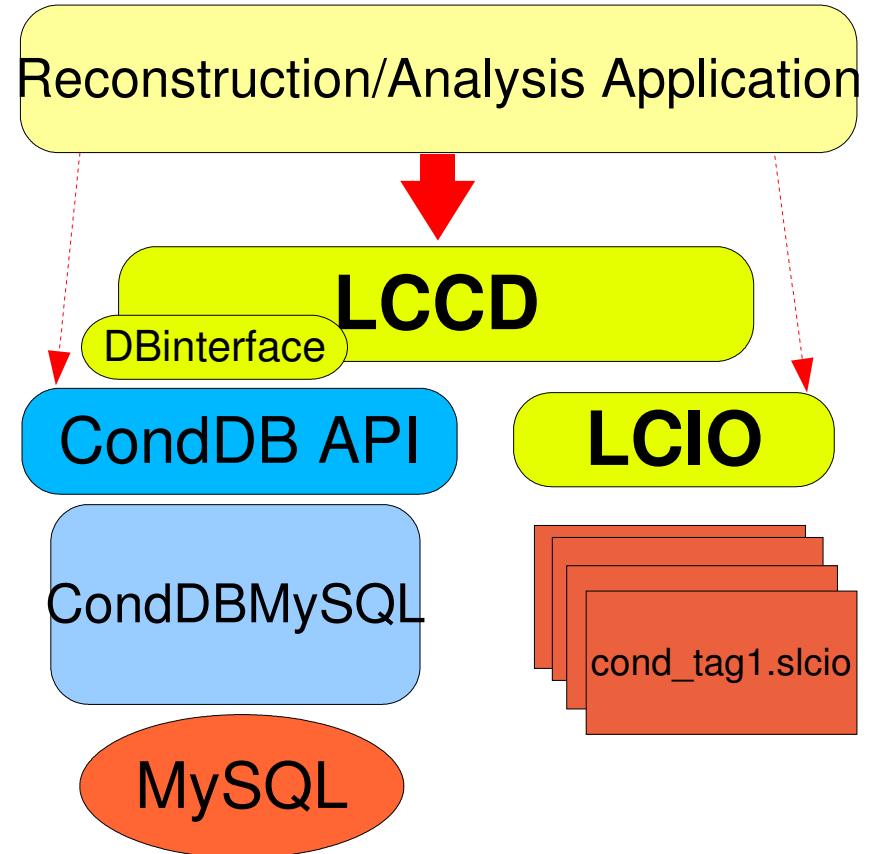 Reconstruction/Analysis Application
LCCD
DBinterface
CondDB API
LCIO
CondDBMySQL
cond_tag1.slcio
MySQL